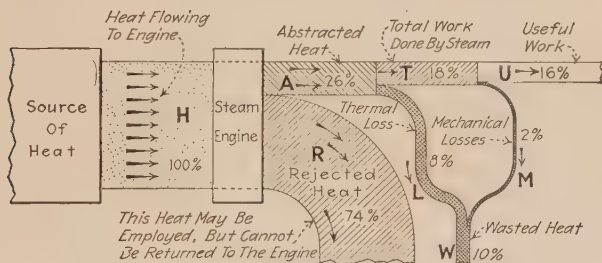 Heat Flowing
To Engine
Abstracted
Heat
Total Work
Done By Steam
Useful
Work
Source
Of
Heat
H
100%
Steam
Engine
A
26%
T
18%
U
16%
Thermal
Loss
8%
Mechanical
Losses
2%
R
Rejected
Heat
74%
L
M
This Heat May Be
Employed, But Cannot
Be Returned To The Engine
Wasted Heat
W
10%